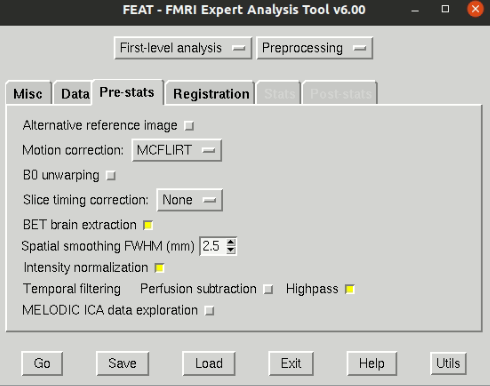 FEAT - FMRI Expert Analysis Tool v6.00
First-level analysis Preprocessing
Misc Data Pre-stats Registration Stats Post-stats
Alternative reference image
Motion correction: MCFLIRT
B0 unwarping
Slice timing correction: None
BET brain extraction
Spatial smoothing FWHM (mm) 2.5
Intensity normalization
Temporal filtering Perfusion subtraction Highpass
MELODIC ICA data exploration
Go Save Load Exit Help Utils